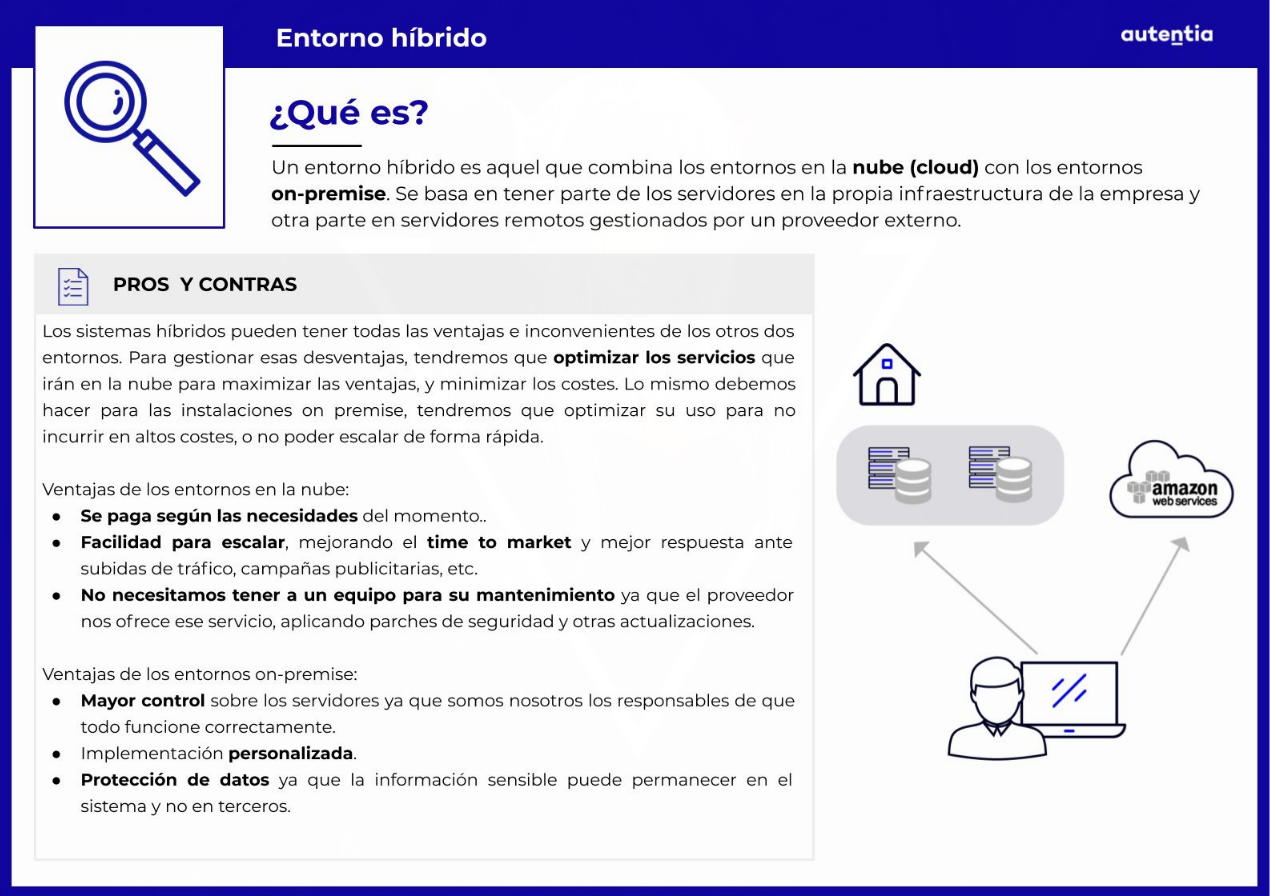 Entorno híbrido
autentia
¿Qué es?
Un entorno híbrido es aquel que combina los entornos en la nube (cloud) con los entornos
on-premise. Se basa en tener parte de los servidores en la propia infraestructura de la empresa y
otra parte en servidores remotos gestionados por un proveedor externo.
PROS Y CONTRAS
Los sistemas híbridos pueden tener todas las ventajas e inconvenientes de los otros dos
entornos. Para gestionar esas desventajas, tendremos que optimizar los servicios que
irán en la nube para maximizar las ventajas, y minimizar los costes. Lo mismo debemos
hacer para las instalaciones on premise, tendremos que optimizar su uso para no
incurrir en altos costes, o no poder escalar de forma rápida.
Ventajas de los entornos en la nube:
● Se paga según las necesidades del momento..
● Facilidad para escalar, mejorando el time to market y mejor respuesta ante
subidas de tráfico, campañas publicitarias, etc.
● No necesitamos tener a un equipo para su mantenimiento ya que el proveedor
nos ofrece ese servicio, aplicando parches de seguridad y otras actualizaciones.
Ventajas de los entornos on-premise:
● Mayor control sobre los servidores ya que somos nosotros los responsables de que
todo funcione correctamente.
● Implementación personalizada.
● Protección de datos ya que la información sensible puede permanecer en el
sistema y no en terceros.
amazon
web services